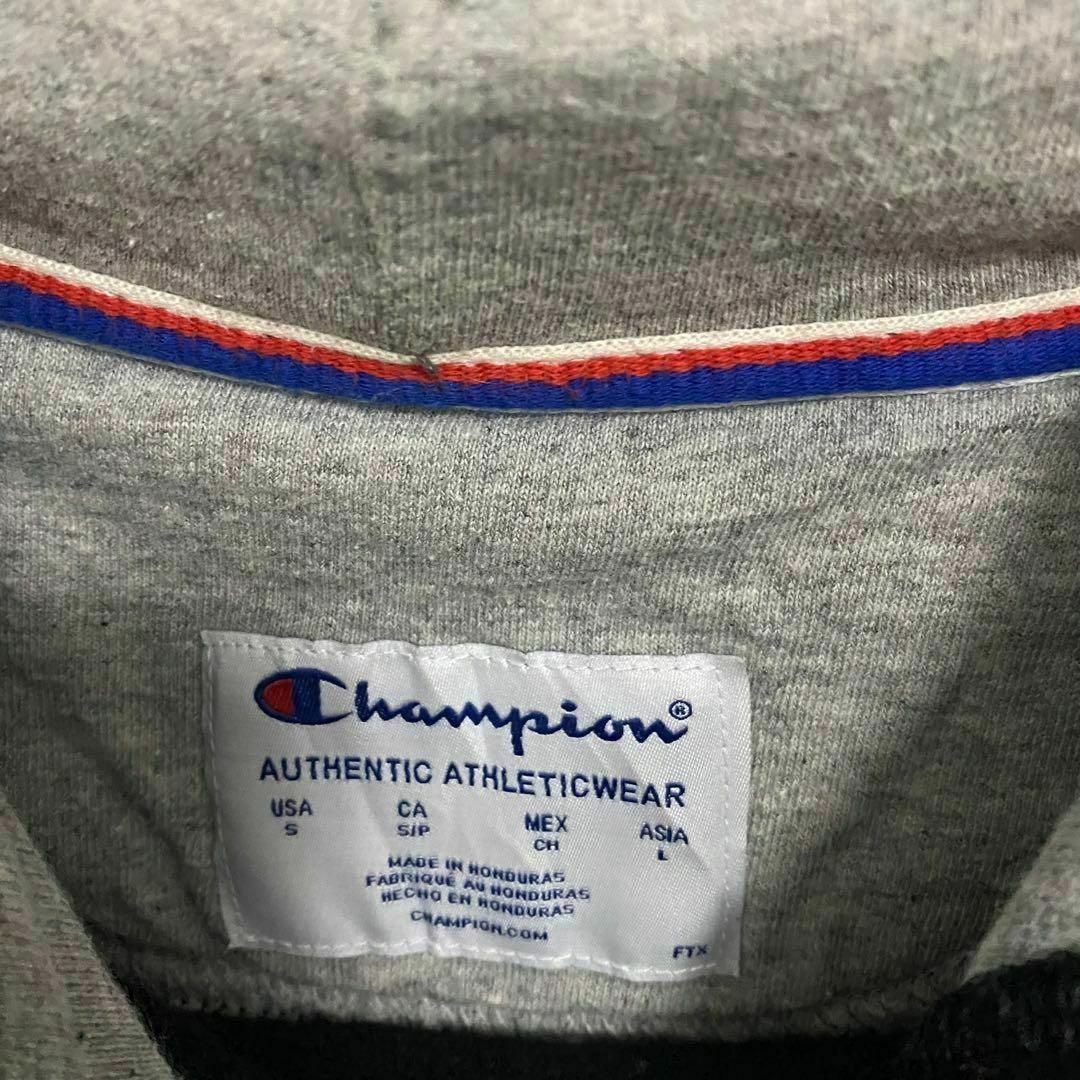 Champion®
AUTHENTIC ATHLETICWEAR
USA CA MEX ASIA
S S/P CH L
MADE IN HONDURAS
FABRIQUÉ AU HONDURAS
HECHO EN HONDURAS
CHAMPION.COM
FTX